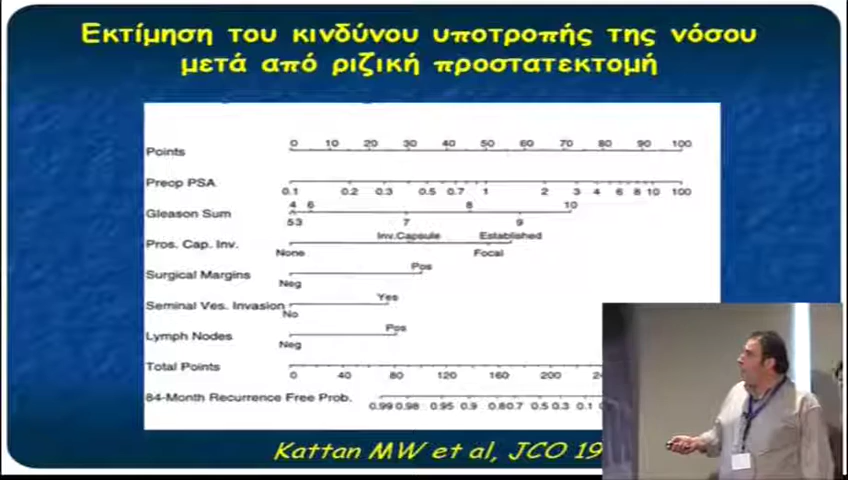 Εκτίμηση του κινδύνου υποτροπής της νόσου
μετά από ριζική προστατεκτομή
Points 0 10 20 30 40 50 60 70 80 90 100
Preop PSA 0.1 0.2 0.3 0.5 0.7 1 2 3 4 6 8 10 100
4 6 8 10
Gleason Sum
53 7 9
Inv.Capsule Established
Pros. Cap. Inv.
None Focal
Pos
Surgical Margins
Neg
Yes
Seminal Ves. Invasion
No
Pos
Lymph Nodes
Neg
Total Points
0 40 80 120 160 200
84-Month Recurrence Free Prob.
0.99 0.98 0.95 0.9 0.8 0.7 0.5 0.3 0.1
Kattan MW et al, JCO 19